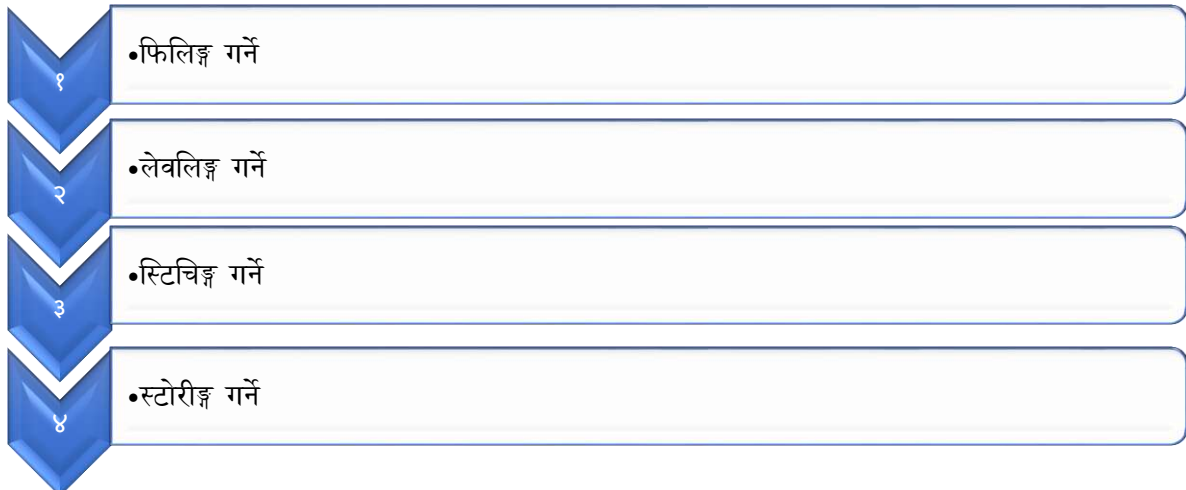 १
•फिलिङ्ग गर्ने
२
•लेवलिङ्ग गर्ने
३
•स्टिचिङ्ग गर्ने
४
•स्टोरीङ्ग गर्ने